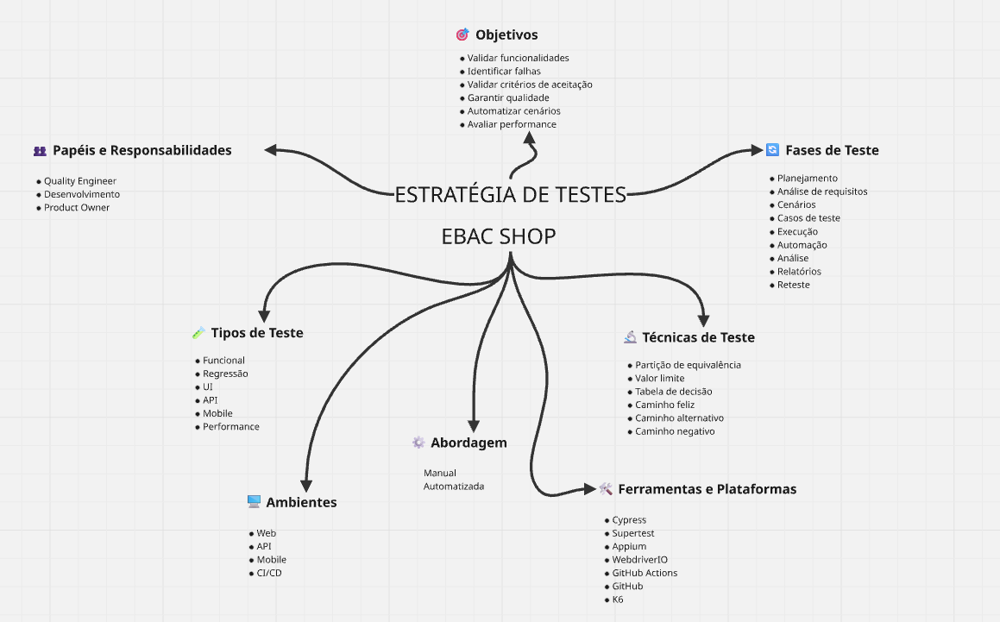 Objetivos
Validar funcionalidades
Identificar falhas
Validar critérios de aceitação
Garantir qualidade
Automatizar cenários
Avaliar performance
Papéis e Responsabilidades
Quality Engineer
Desenvolvimento
Product Owner
ESTRATÉGIA DE TESTES
EBAC SHOP
Fases de Teste
Planejamento
Análise de requisitos
Cenários
Casos de teste
Execução
Automação
Análise
Relatórios
Reteste
Tipos de Teste
Funcional
Regressão
UI
API
Mobile
Performance
Técnicas de Teste
Partição de equivalência
Valor limite
Tabela de decisão
Caminho feliz
Caminho alternativo
Caminho negativo
Abordagem
Manual
Automatizada
Ambientes
Web
API
Mobile
CI/CD
Ferramentas e Plataformas
Cypress
Supertest
Appium
WebdriverIO
GitHub Actions
GitHub
K6